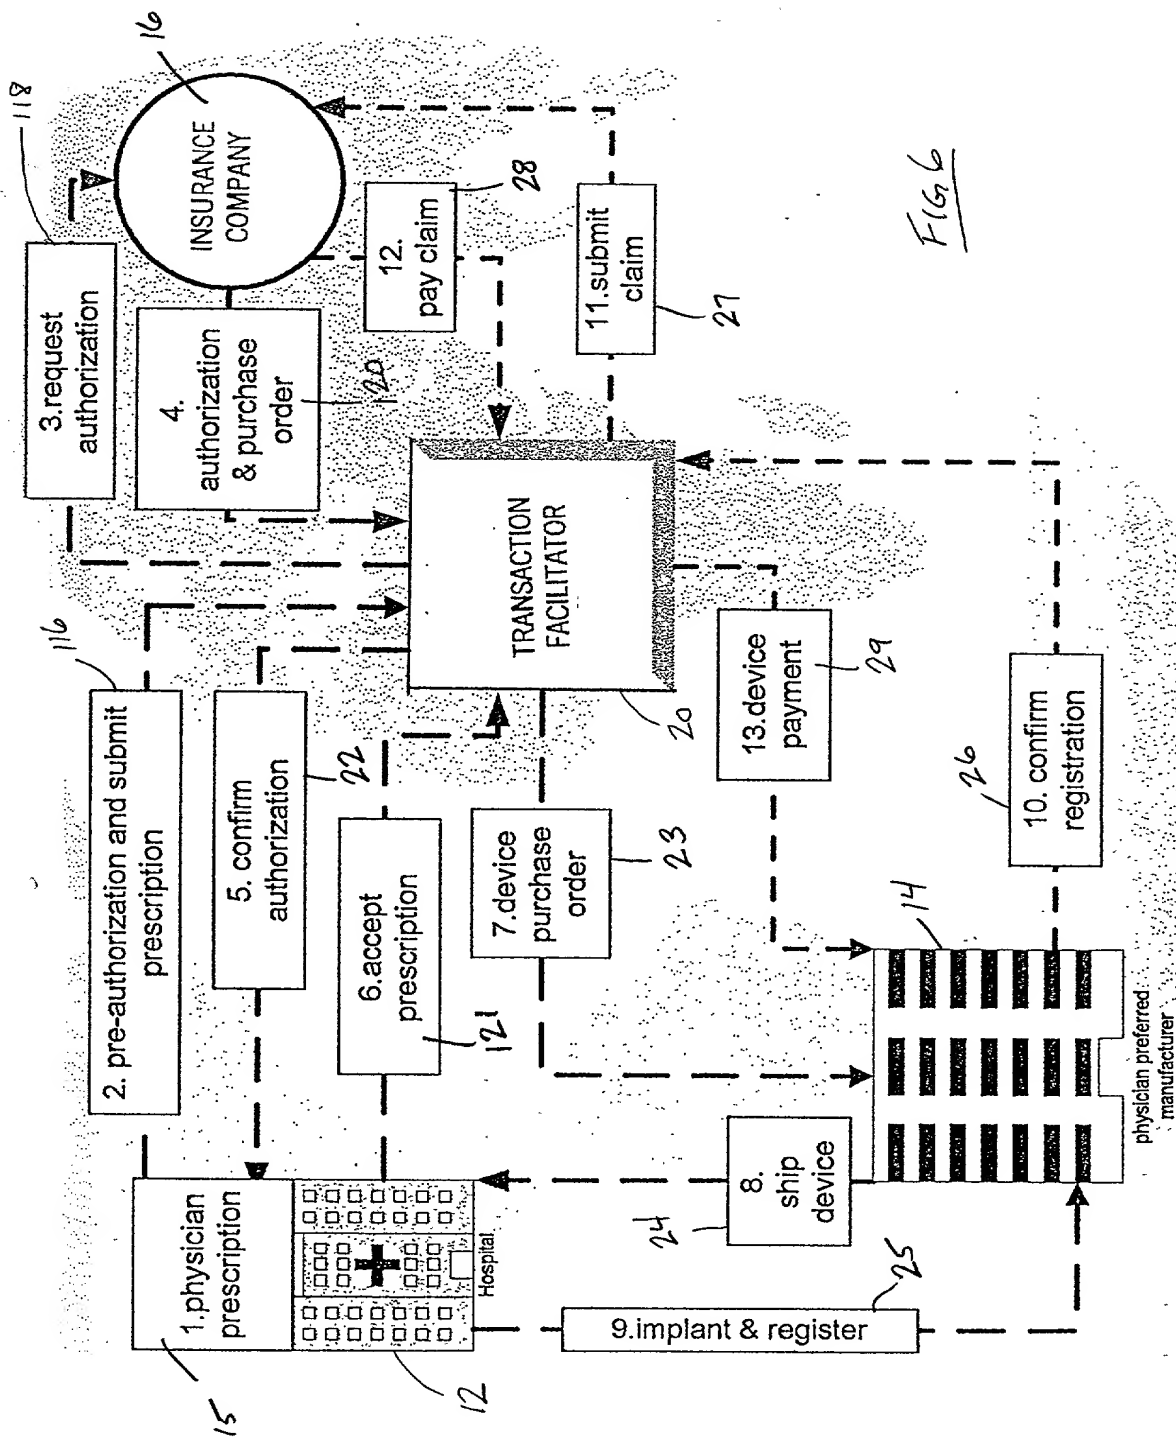 118
16
3.request
authorization
INSURANCE
COMPANY
4.
authorization
& purchase
order
120
12.
pay claim
28
11.submit
claim
27
FIG 6
116
2. pre-authorization and submit
prescription
5. confirm
authorization
22
6.accept
prescription
121
TRANSACTION
FACILITATOR
20
7.device
purchase
order
23
13.device
payment
29
10. confirm
registration
26
14
physician preferred
manufacturer
1.physician
prescription
15
Hospital
12
8.
ship
device
24
9.implant & register
25